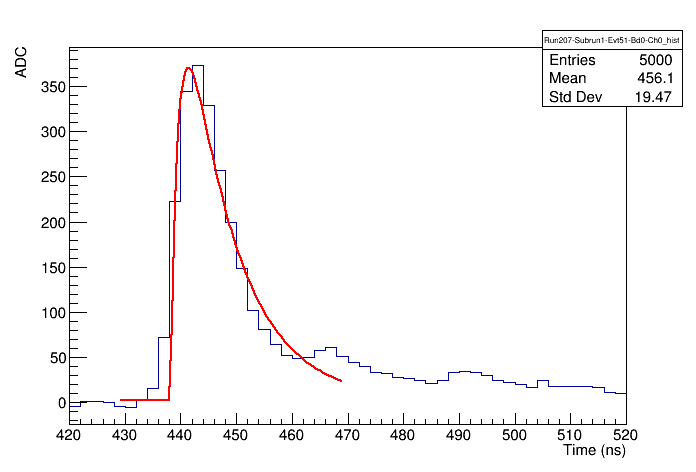 Run207-Subrun1-Evt51-Bd0-Ch0_hist
Entries 5000
Mean 456.1
Std Dev 19.47
ADC
350
300
250
200
150
100
50
0
420 430 440 450 460 470 480 490 500 510 520
Time (ns)